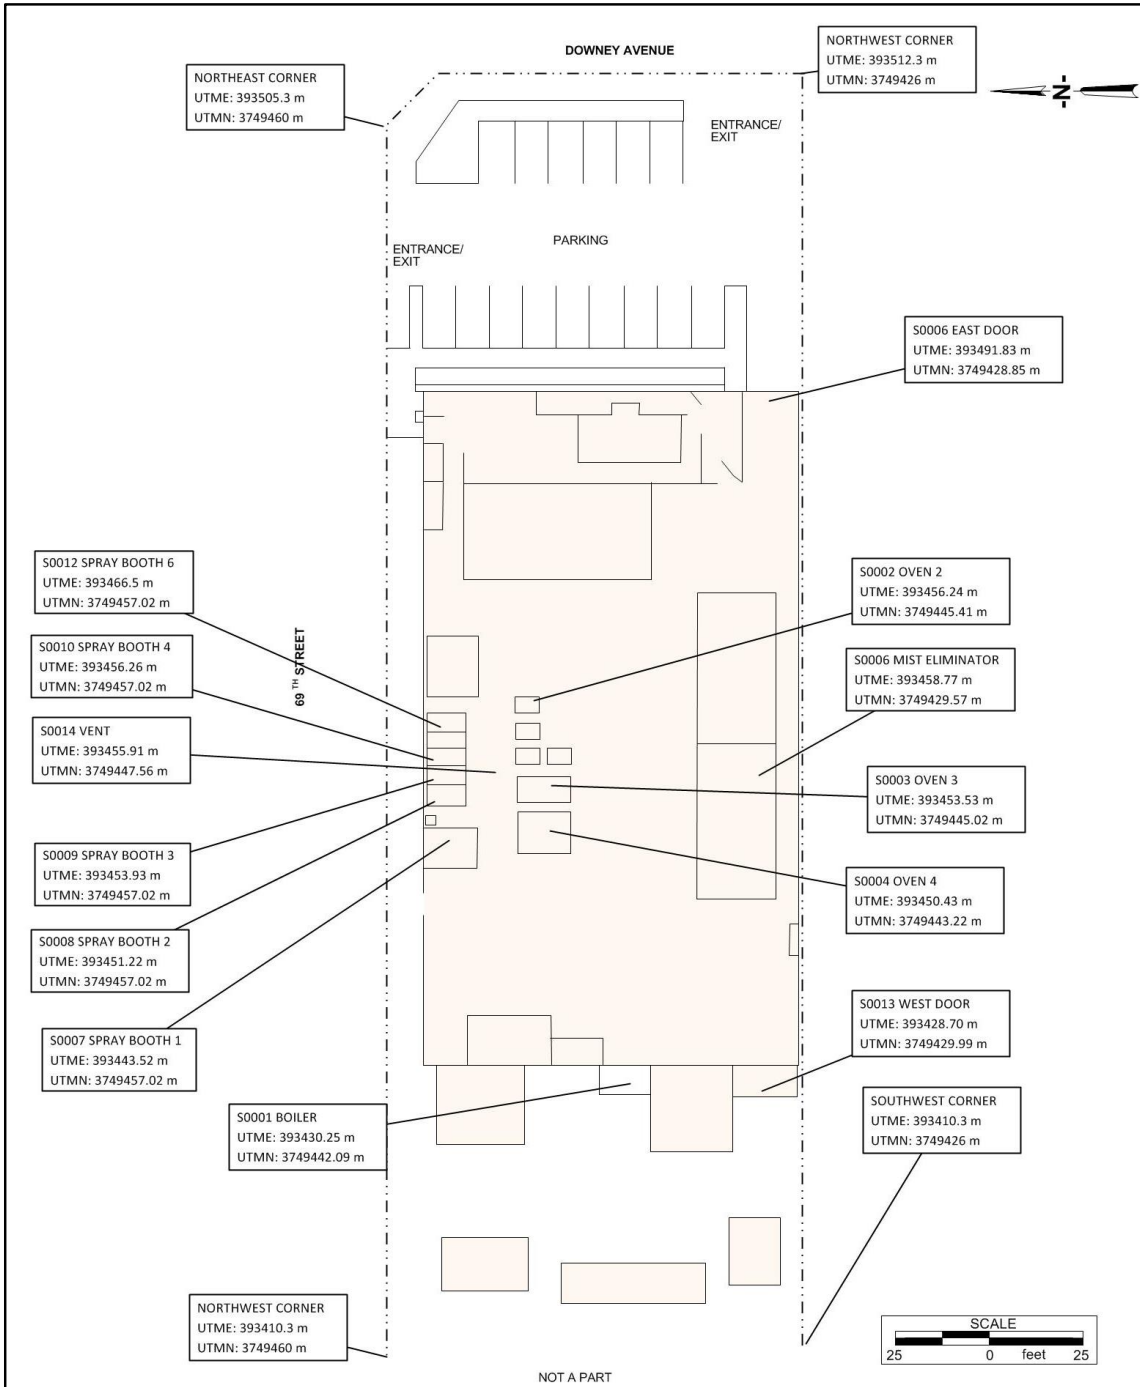 DOWNEY AVENUE
NORTHWEST CORNER
UTME: 393512.3 m
UTMN: 3749426 m
NORTHEAST CORNER
UTME: 393505.3 m
UTMN: 3749460 m
N
ENTRANCE/
EXIT
PARKING
ENTRANCE/
EXIT
S0006 EAST DOOR
UTME: 393491.83 m
UTMN: 3749428.85 m
S0012 SPRAY BOOTH 6
UTME: 393466.5 m
UTMN: 3749457.02 m
S0002 OVEN 2
UTME: 393456.24 m
UTMN: 3749445.41 m
69 TH STREET
S0010 SPRAY BOOTH 4
UTME: 393456.26 m
UTMN: 3749457.02 m
S0006 MIST ELIMINATOR
UTME: 393458.77 m
UTMN: 3749429.57 m
S0014 VENT
UTME: 393455.91 m
UTMN: 3749447.56 m
S0003 OVEN 3
UTME: 393453.53 m
UTMN: 3749445.02 m
S0009 SPRAY BOOTH 3
UTME: 393453.93 m
UTMN: 3749457.02 m
S0004 OVEN 4
UTME: 393450.43 m
UTMN: 3749443.22 m
S0008 SPRAY BOOTH 2
UTME: 393451.22 m
UTMN: 3749457.02 m
S0013 WEST DOOR
UTME: 393428.70 m
UTMN: 3749429.99 m
S0007 SPRAY BOOTH 1
UTME: 393443.52 m
UTMN: 3749457.02 m
SOUTHWEST CORNER
UTME: 393410.3 m
UTMN: 3749426 m
S0001 BOILER
UTME: 393430.25 m
UTMN: 3749442.09 m
NORTHWEST CORNER
UTME: 393410.3 m
UTMN: 3749460 m
SCALE
25 0 feet 25
NOT A PART